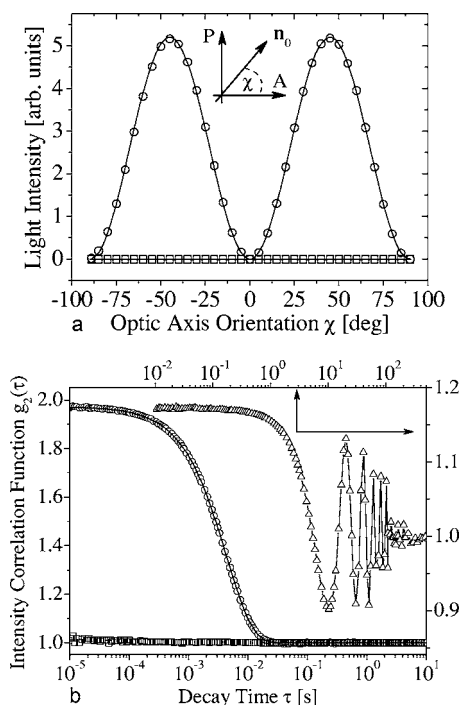 Light Intensity [arb. units]
5
4
3
2
1
0
P
n₀
χ
A
-100 -75 -50 -25 0 25 50 75 100
a
Optic Axis Orientation χ [deg]
10⁻² 10⁻¹ 10⁰ 10¹ 10²
Intensity Correlation Function g₂(τ)
2.0
1.8
1.6
1.4
1.2
1.0
1.2
1.1
1.0
0.9
10⁻⁵ 10⁻⁴ 10⁻³ 10⁻² 10⁻¹ 10⁰ 10¹
b
Decay Time τ [s]